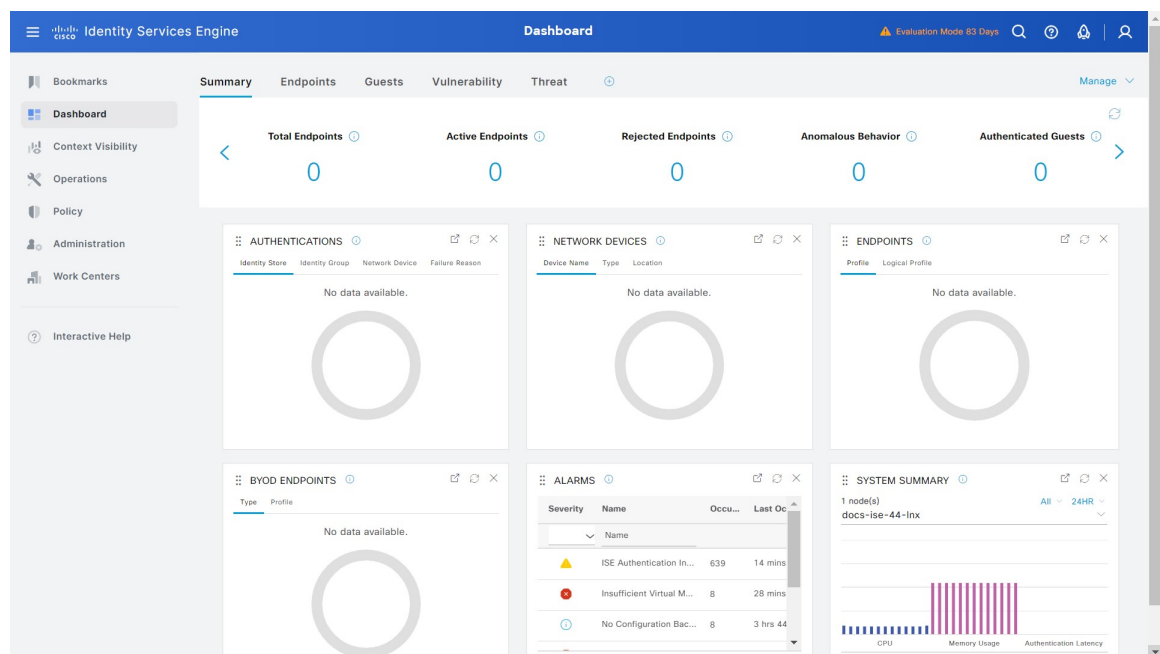 cisco Identity Services Engine
Dashboard
Evaluation Mode 83 Days
Bookmarks
Dashboard
Context Visibility
Operations
Policy
Administration
Work Centers
Interactive Help
Summary Endpoints Guests Vulnerability Threat
Manage
Total Endpoints Active Endpoints Rejected Endpoints Anomalous Behavior Authenticated Guests
0 0 0 0 0
AUTHENTICATIONS
Identity Store Identity Group Network Device Failure Reason
No data available.
NETWORK DEVICES
Device Name Type Location
No data available.
ENDPOINTS
Profile Logical Profile
No data available.
BYOD ENDPOINTS
Type Profile
No data available.
ALARMS
Severity Name Occu... Last Oc
Name
ISE Authentication In... 639 14 mins
Insufficient Virtual M... 8 28 mins
No Configuration Bac... 8 3 hrs 44
SYSTEM SUMMARY
1 node(s) All 24HR
docs-ise-44-lnx
CPU Memory Usage Authentication Latency